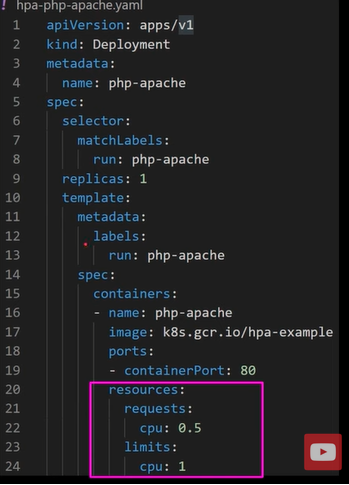 ! hpa-php-apache.yaml
1 apiVersion: apps/v1
2 kind: Deployment
3 metadata:
4   name: php-apache
5 spec:
6   selector:
7     matchLabels:
8       run: php-apache
9   replicas: 1
10   template:
11     metadata:
12       labels:
13         run: php-apache
14     spec:
15       containers:
16       - name: php-apache
17         image: k8s.gcr.io/hpa-example
18         ports:
19         - containerPort: 80
20         resources:
21           requests:
22             cpu: 0.5
23           limits:
24             cpu: 1